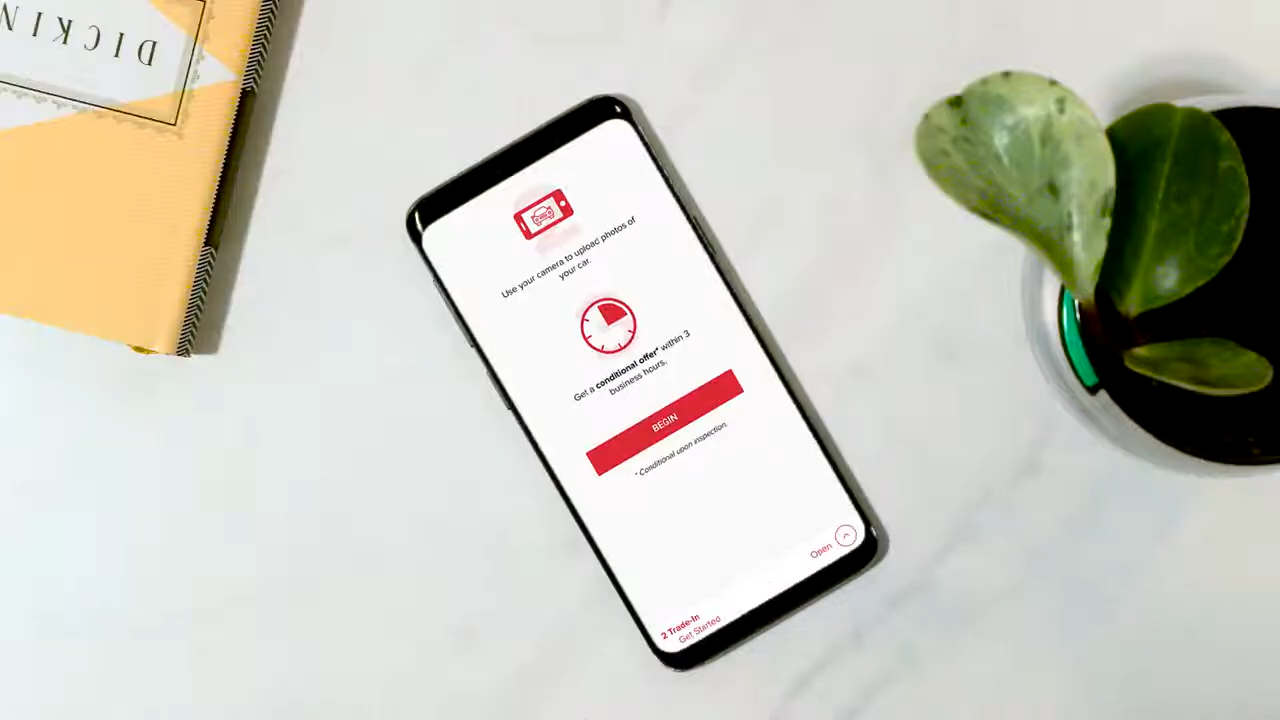 DICKIN
Use your camera to upload photos of
your car.
Get a conditional offer* within 3
business hours.
BEGIN
* Conditional upon inspection.
Open
2 Trade-In
Get Started